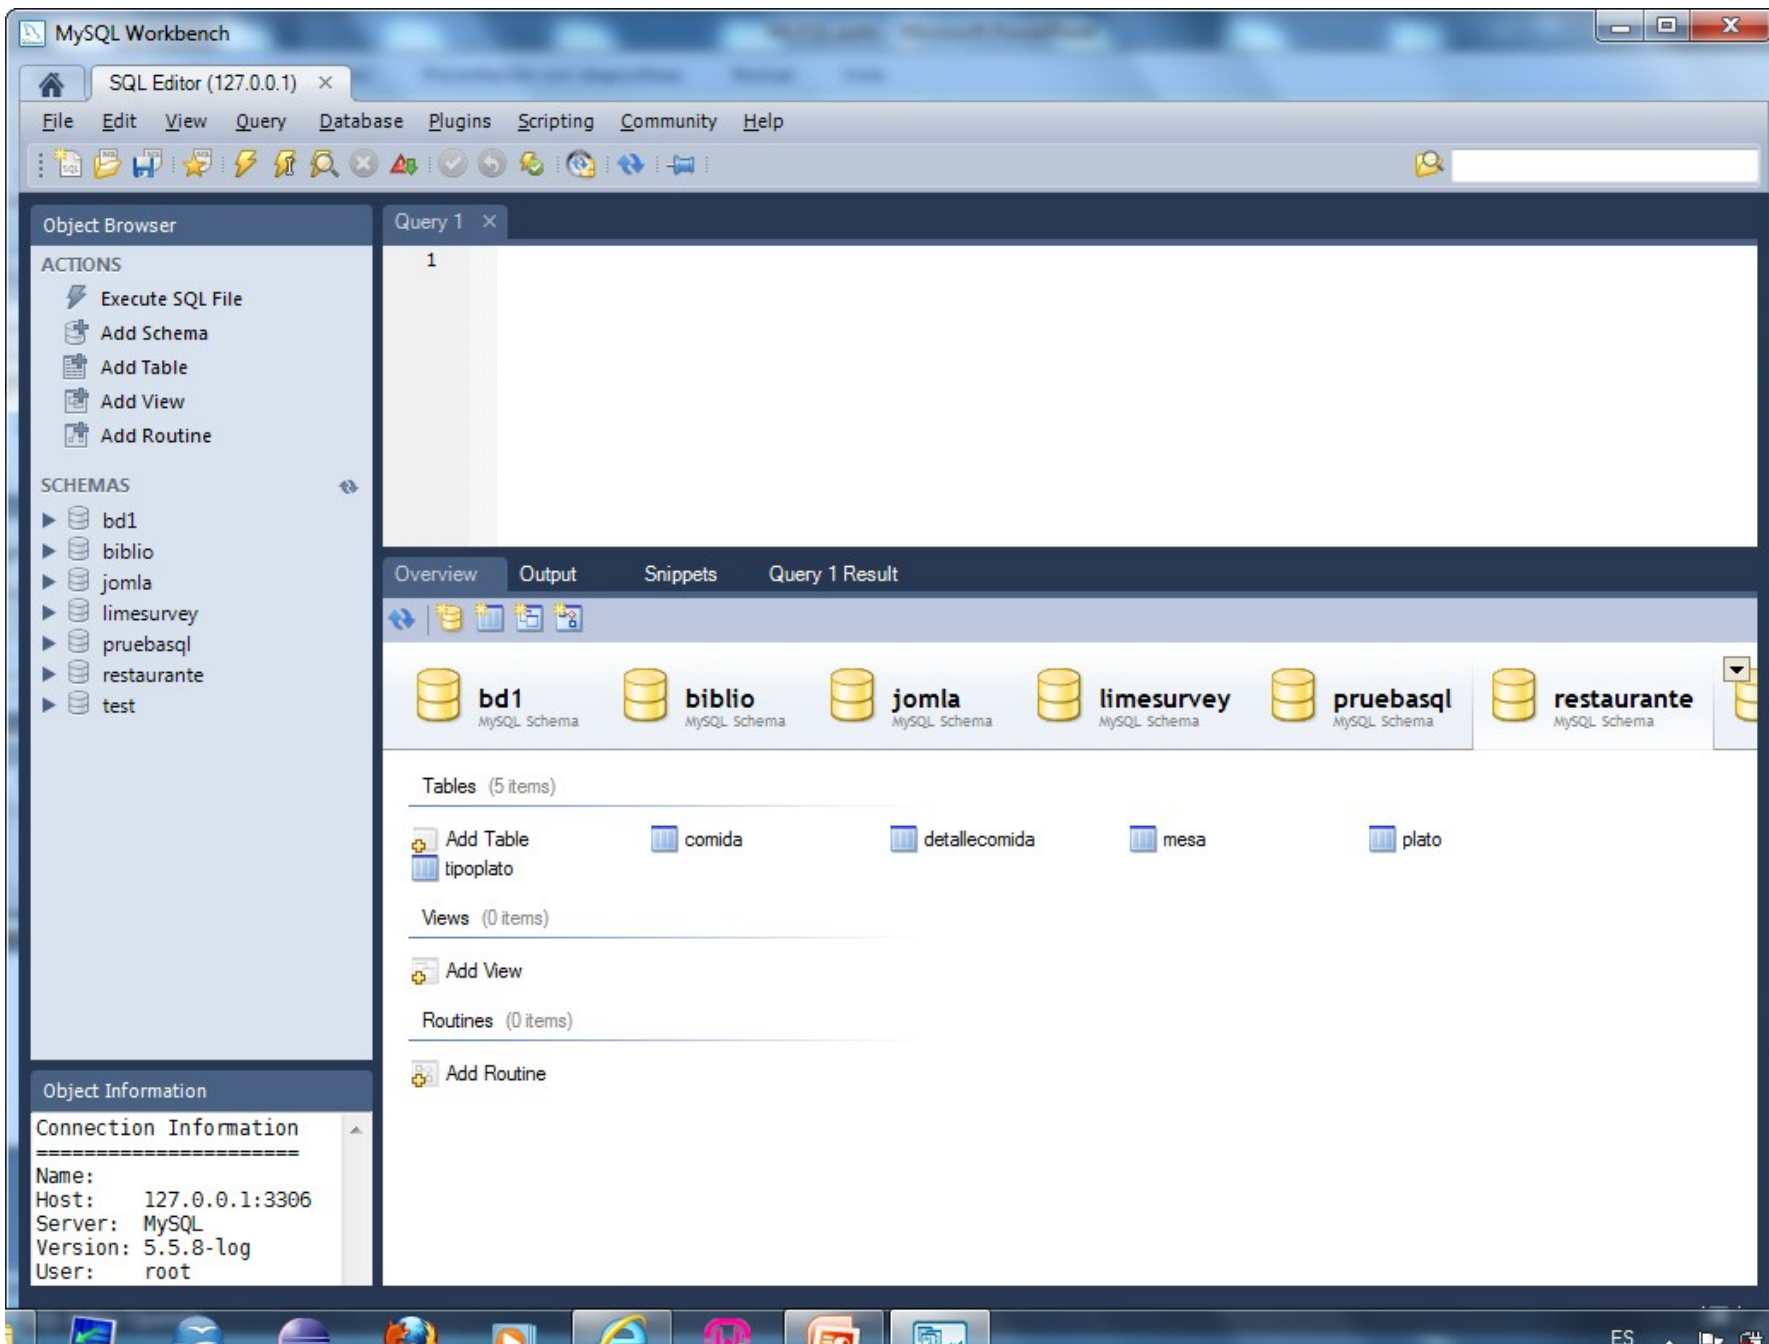 MySQL Workbench
SQL Editor (127.0.0.1)
File Edit View Query Database Plugins Scripting Community Help
Object Browser
ACTIONS
Execute SQL File
Add Schema
Add Table
Add View
Add Routine
SCHEMAS
bd1
biblio
jomla
limesurvey
pruebasql
restaurante
test
Object Information
Connection Information
======================
Name:
Host: 127.0.0.1:3306
Server: MySQL
Version: 5.5.8-log
User: root
Query 1
1
Overview Output Snippets Query 1 Result
bd1
MySQL Schema
biblio
MySQL Schema
jomla
MySQL Schema
limesurvey
MySQL Schema
pruebasql
MySQL Schema
restaurante
MySQL Schema
Tables (5 items)
Add Table comida detallecomida mesa plato
tipoplato
Views (0 items)
Add View
Routines (0 items)
Add Routine
ES